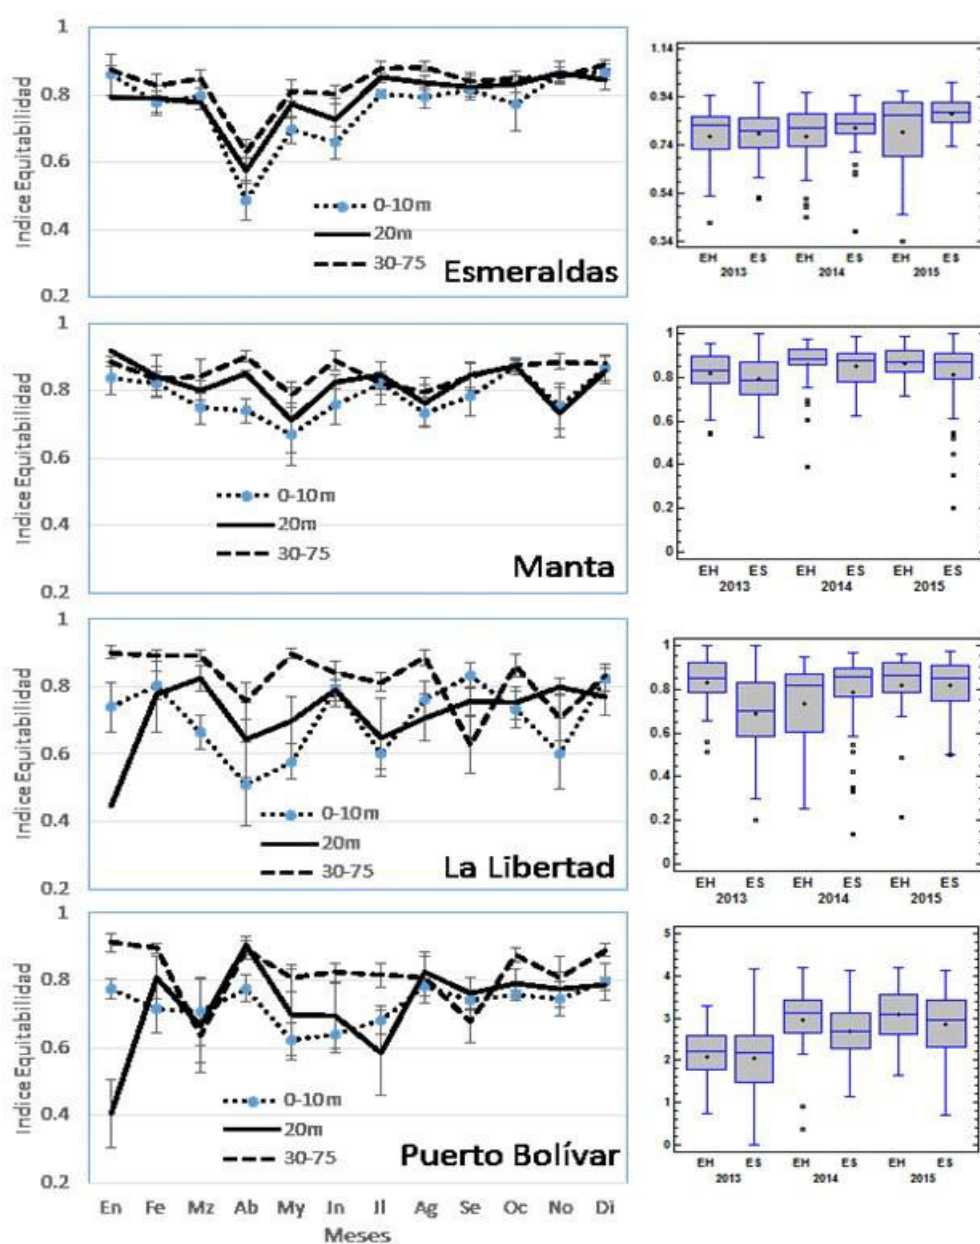 1
0.8
0.6
0.4
0.2
Indice Equitabilidad
0-10m
20m
30-75
Esmeraldas
1.14
0.94
0.74
0.54
0.34
EH ES EH ES EH ES
2013 2014 2015
1
0.8
0.6
0.4
0.2
Indice Equitabilidad
0-10m
20m
30-75
Manta
1
0.8
0.6
0.4
0.2
0
EH ES EH ES EH ES
2013 2014 2015
1
0.8
0.6
0.4
0.2
Indice Equitabilidad
0-10m
20m
30-75
La Libertad
1
0.8
0.6
0.4
0.2
0
EH ES EH ES EH ES
2013 2014 2015
1
0.8
0.6
0.4
0.2
Indice Equitabilidad
0-10m
20m
30-75
Puerto Bolívar
En Fe Mz Ab My Jn Jl Ag Se Oc No Di
Meses
5
4
3
2
1
0
EH ES EH ES EH ES
2013 2014 2015